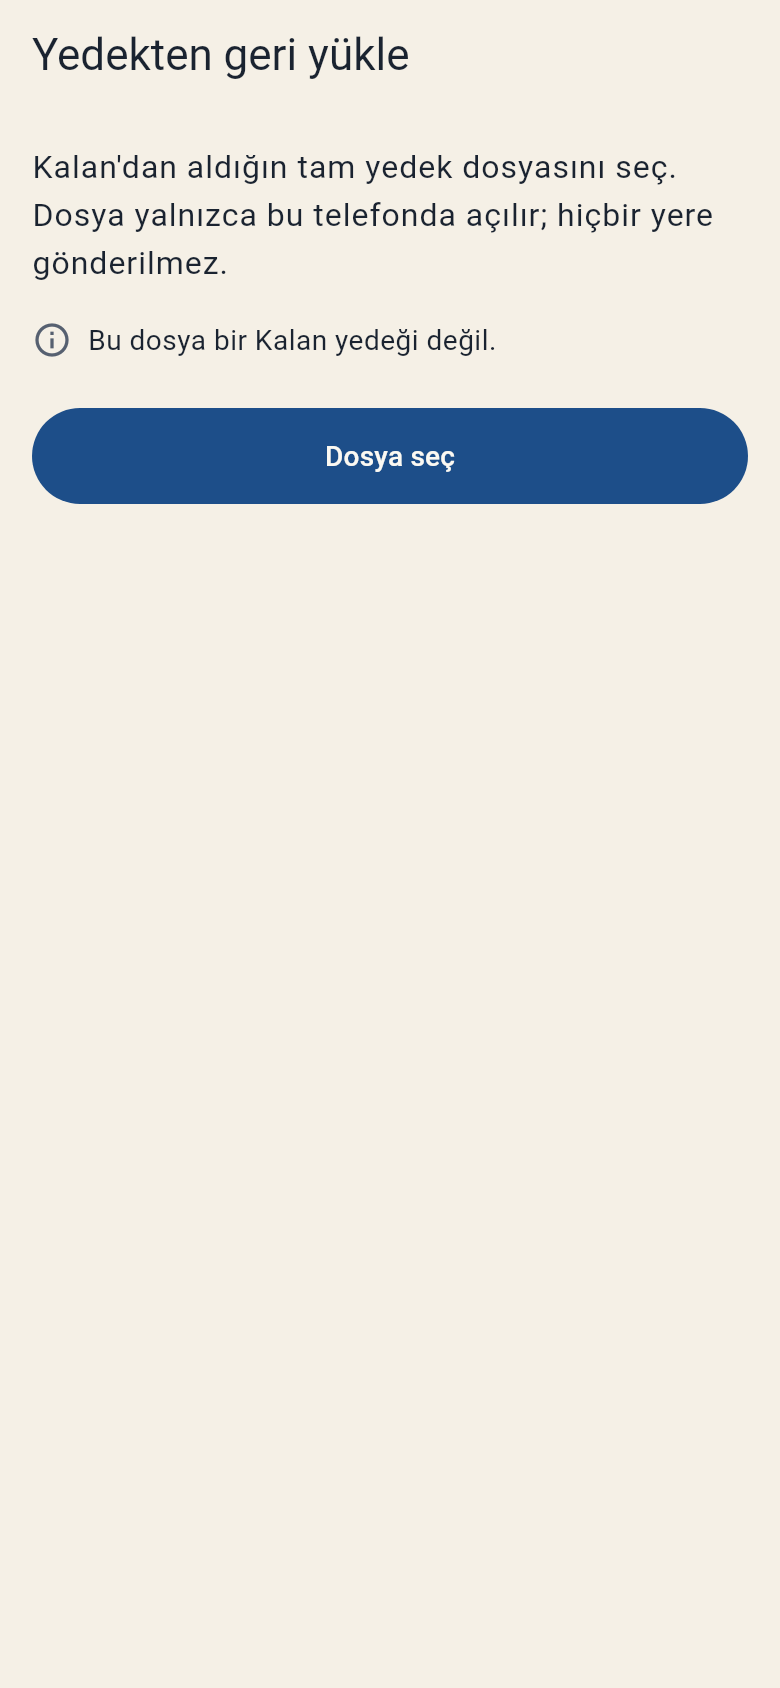 Yedekten geri yükle
Kalan'dan aldığın tam yedek dosyasını seç.
Dosya yalnızca bu telefonda açılır; hiçbir yere
gönderilmez.
Bu dosya bir Kalan yedeği değil.
Dosya seç